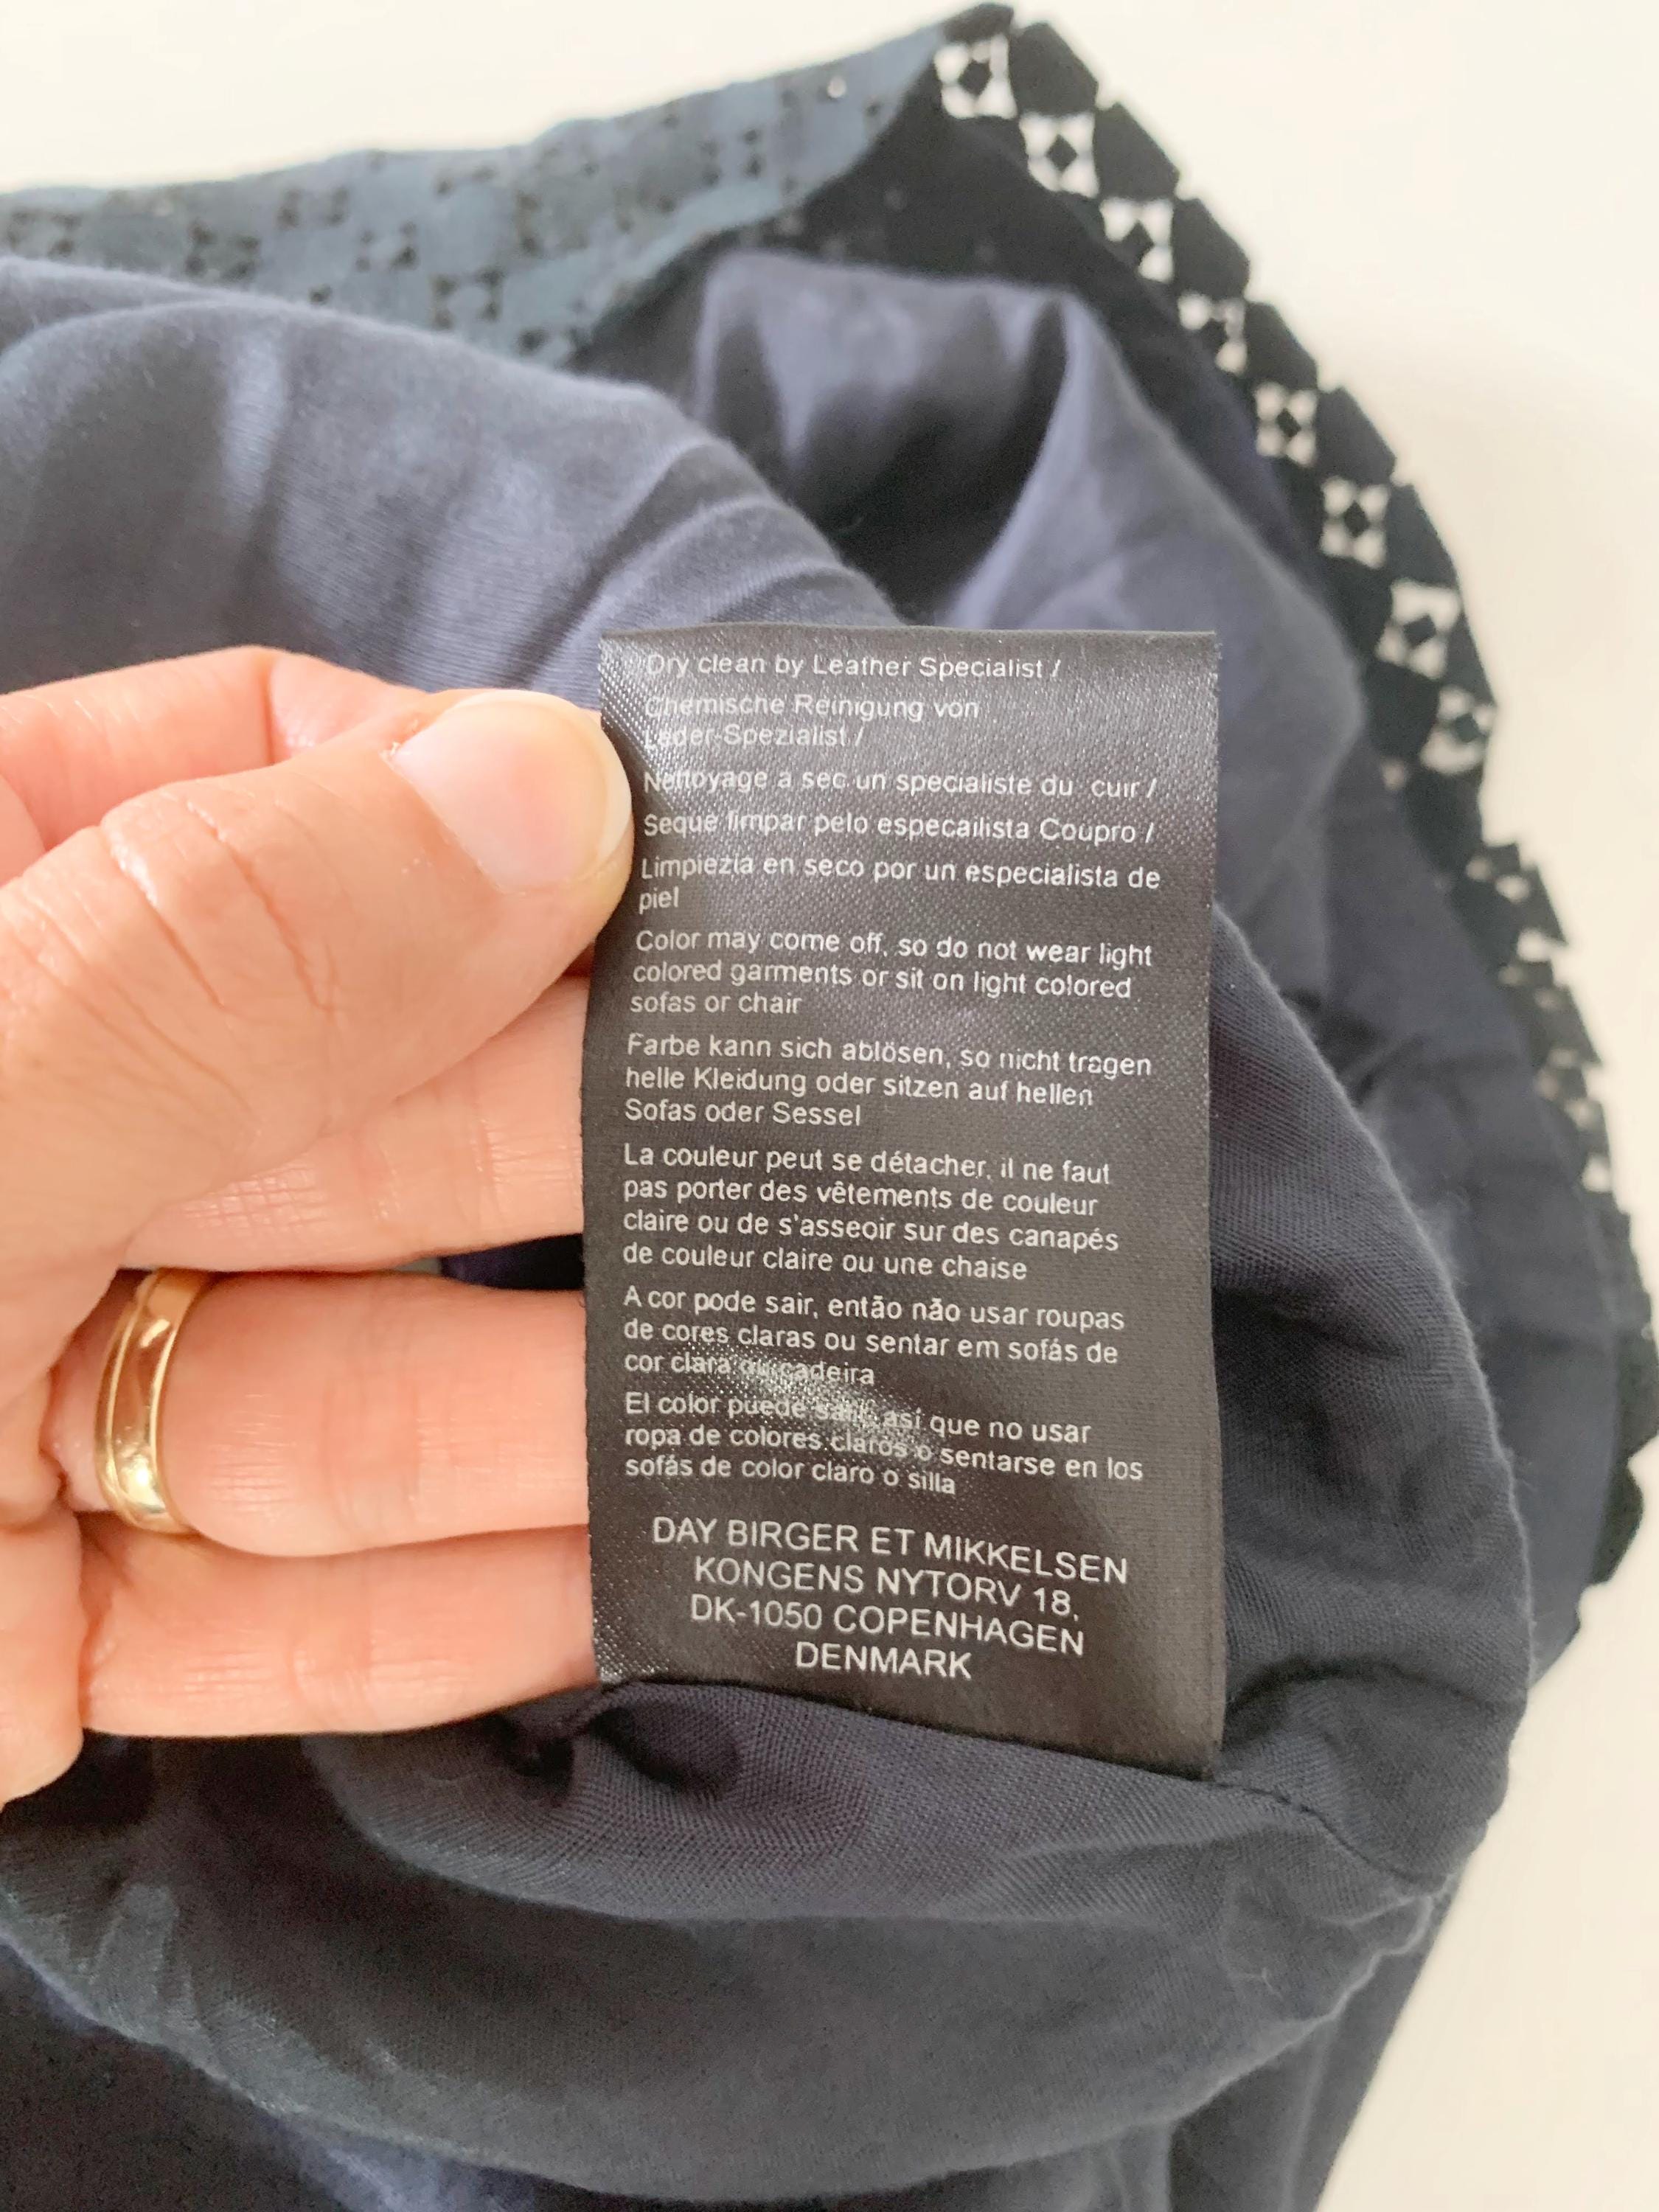 Dry clean by Leather Specialist /
Chemische Reinigung von
Leder-Spezialist /
Nettoyage a sec un specialiste du cuir /
Seque limpar pelo especailista Coupro /
Limpiezia en seco por un especialista de
piel
Color may come off, so do not wear light
colored garments or sit on light colored
sofas or chair
Farbe kann sich ablösen, so nicht tragen
helle Kleidung oder sitzen auf hellen
Sofas oder Sessel
La couleur peut se détacher, il ne faut
pas porter des vêtements de couleur
claire ou de s'asseoir sur des canapés
de couleur claire ou une chaise
A cor pode sair, então não usar roupas
de cores claras ou sentar em sofás de
cor clara ou cadeira
El color puede salir, así que no usar
ropa de colores claros o sentarse en los
sofás de color claro o silla
DAY BIRGER ET MIKKELSEN
KONGENS NYTORV 18,
DK-1050 COPENHAGEN
DENMARK